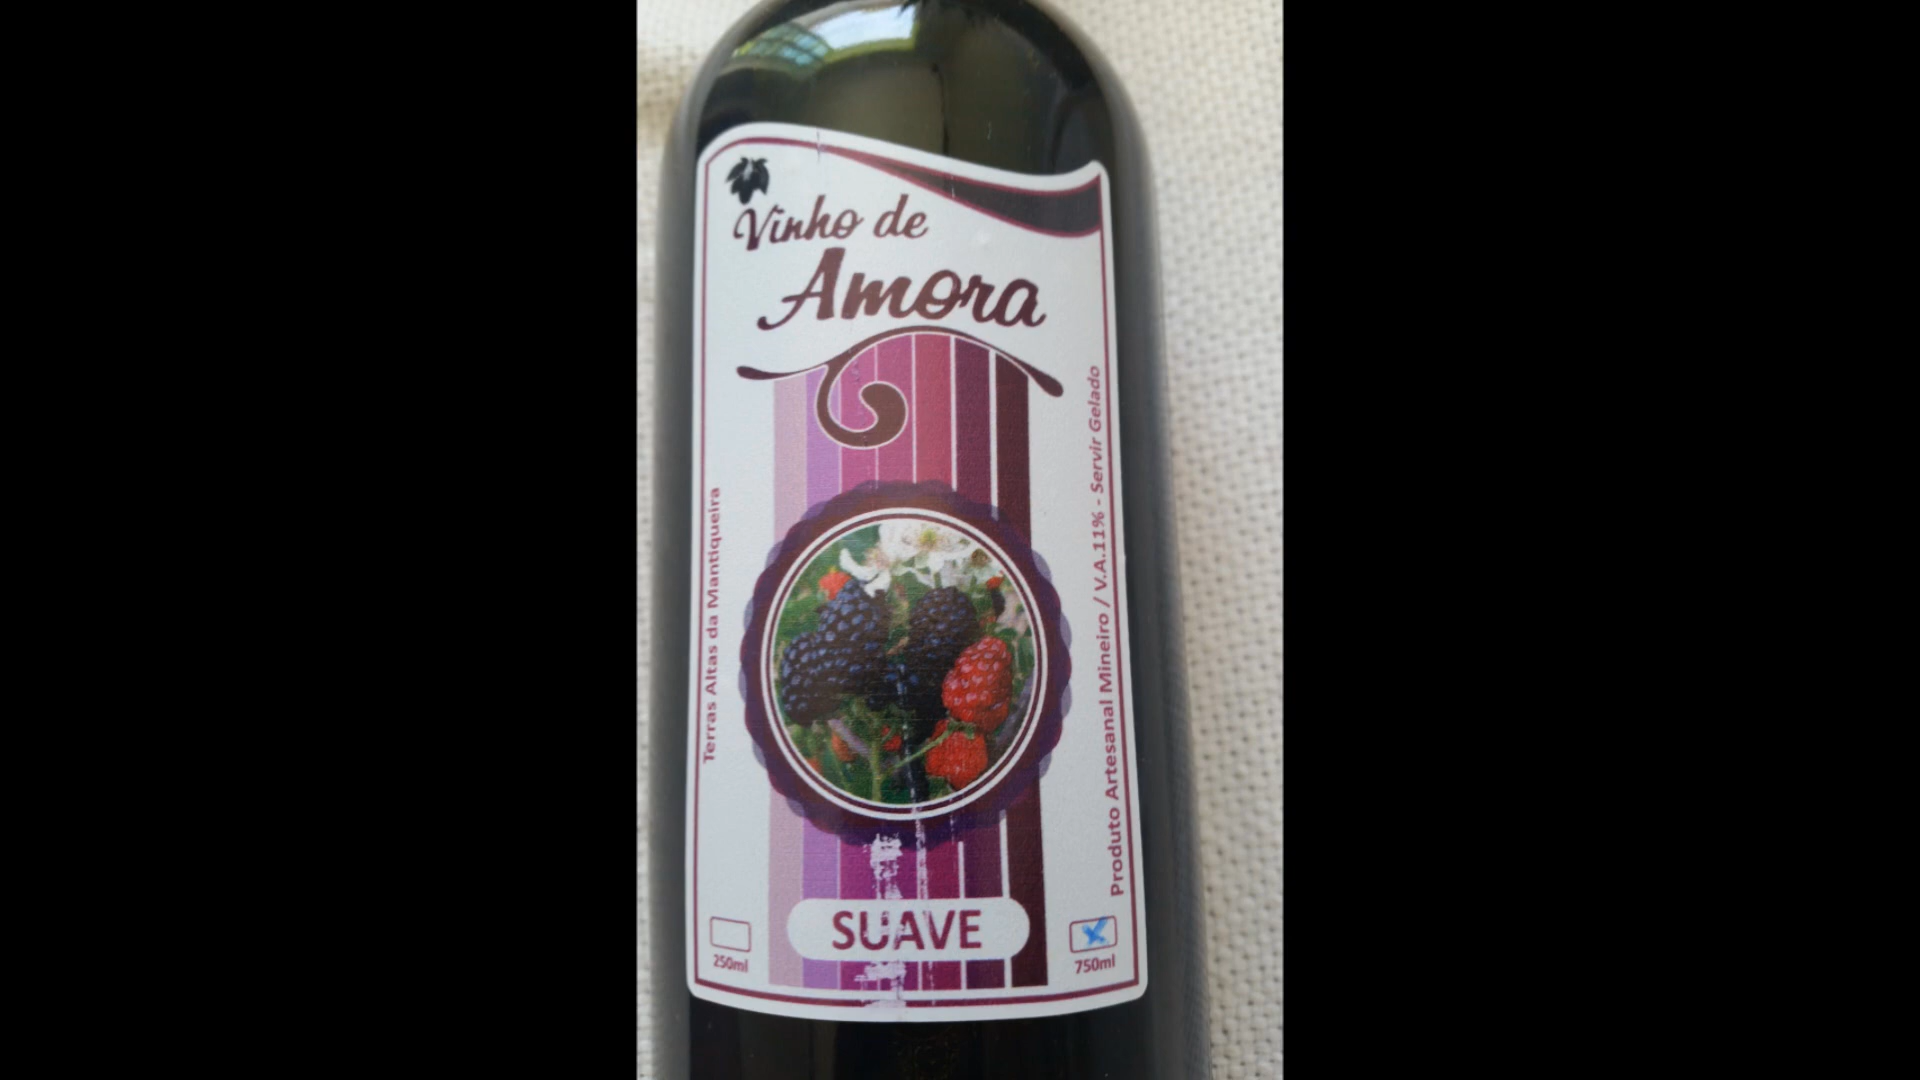 Vinho de
Amora
Terras Altas da Mantiqueira
Produto Artesanal Mineiro / V.A.11% - Servir Gelado
SUAVE
250ml
750ml